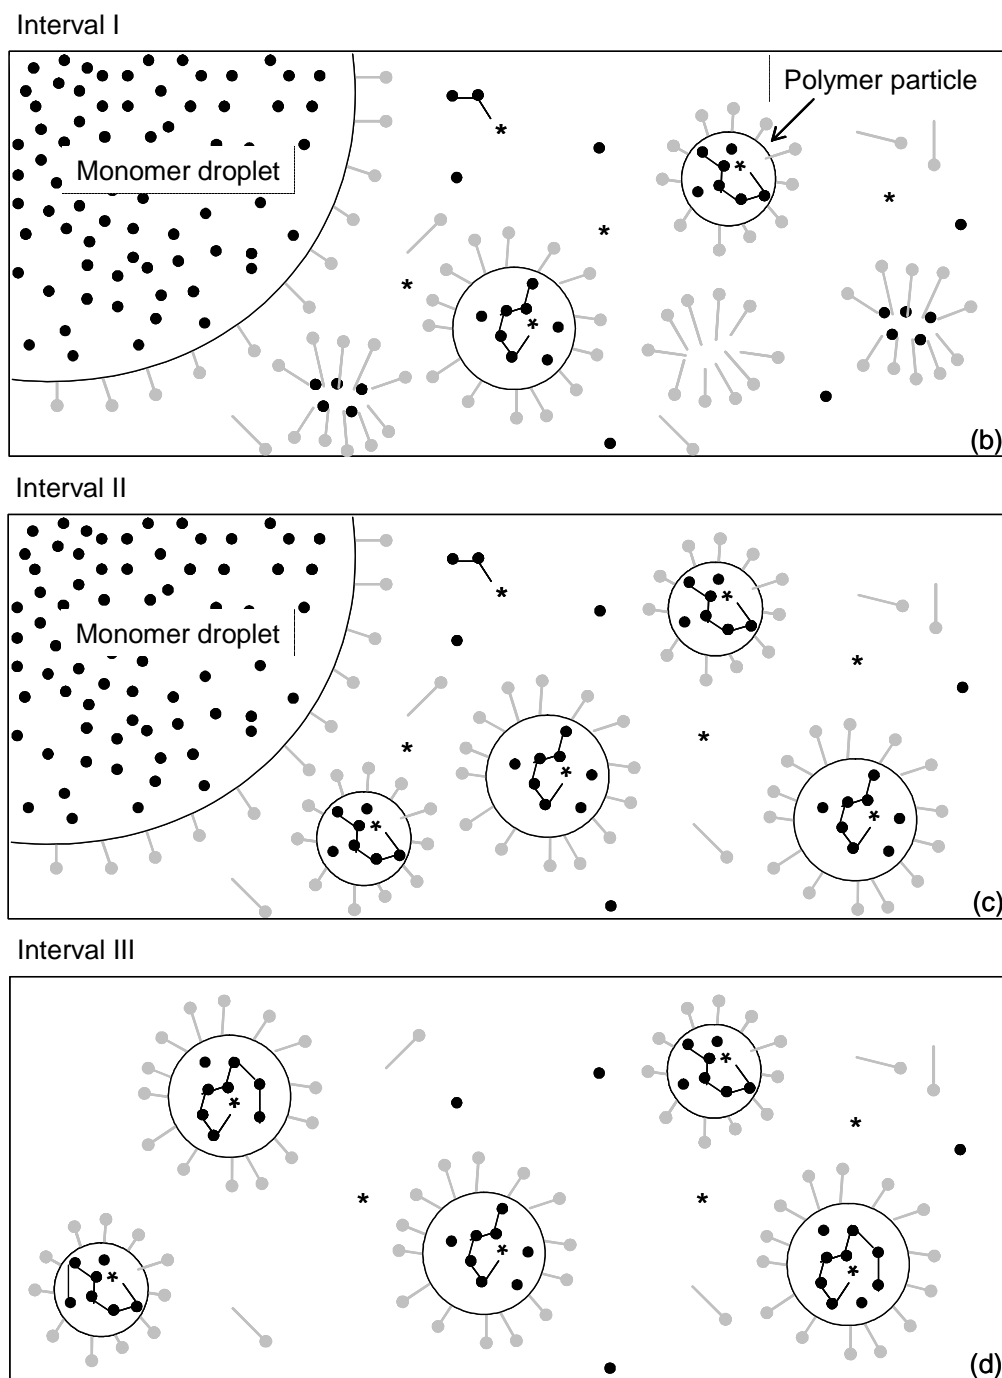 Interval I
Polymer particle
Monomer droplet
(b)
Interval II
Monomer droplet
(c)
Interval III
(d)